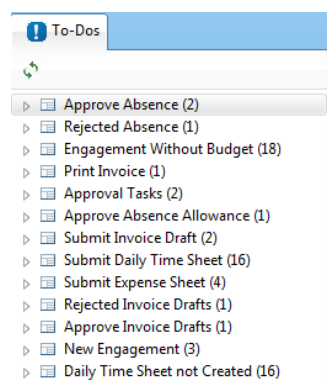 To-Dos
Approve Absence (2)
Rejected Absence (1)
Engagement Without Budget (18)
Print Invoice (1)
Approval Tasks (2)
Approve Absence Allowance (1)
Submit Invoice Draft (2)
Submit Daily Time Sheet (16)
Submit Expense Sheet (4)
Rejected Invoice Drafts (1)
Approve Invoice Drafts (1)
New Engagement (3)
Daily Time Sheet not Created (16)